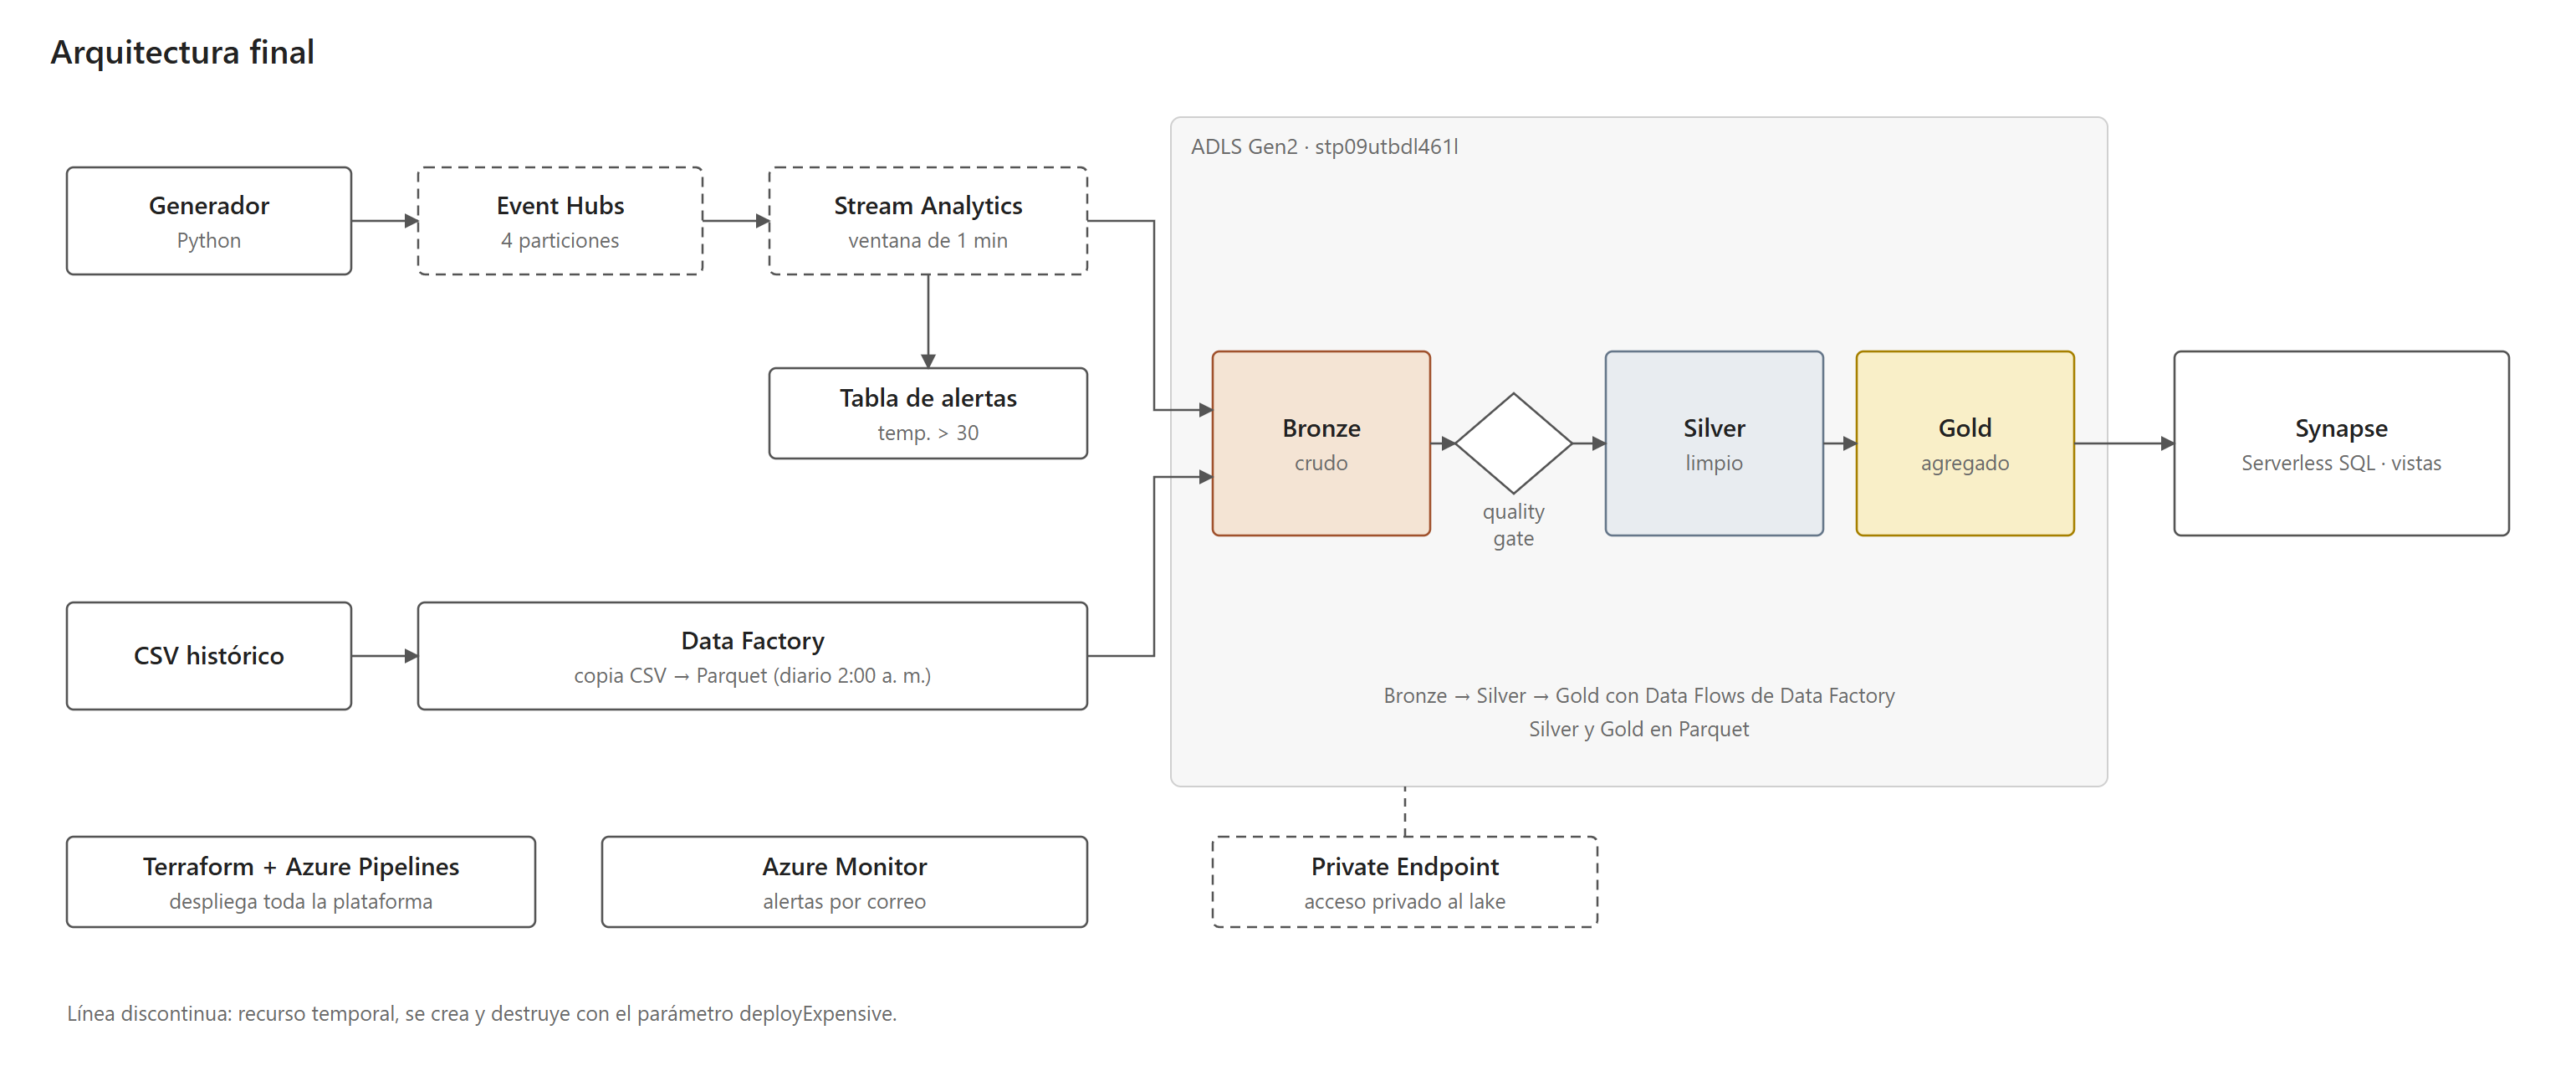 Arquitectura final
ADLS Gen2 · stp09utbdl461l
Generador
Python
Event Hubs
4 particiones
Stream Analytics
ventana de 1 min
Tabla de alertas
temp. > 30
Bronze
crudo
quality
gate
Silver
limpio
Gold
agregado
Synapse
Serverless SQL · vistas
CSV histórico
Data Factory
copia CSV → Parquet (diario 2:00 a. m.)
Bronze → Silver → Gold con Data Flows de Data Factory
Silver y Gold en Parquet
Terraform + Azure Pipelines
despliega toda la plataforma
Azure Monitor
alertas por correo
Private Endpoint
acceso privado al lake
Línea discontinua: recurso temporal, se crea y destruye con el parámetro deployExpensive.